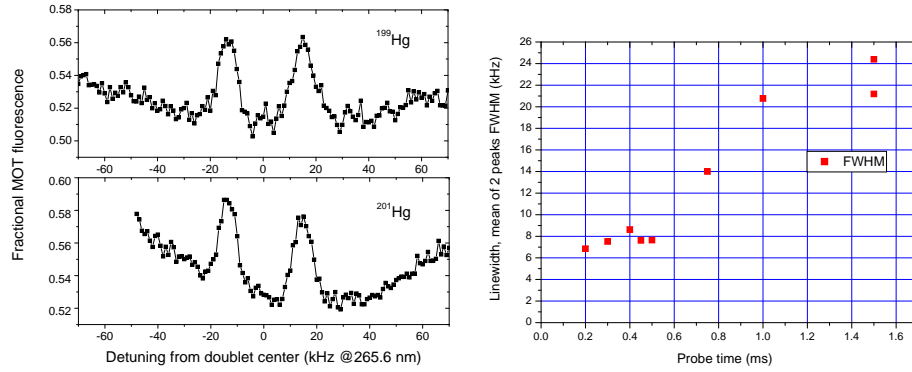 0.58
0.56
0.54
0.52
0.50
-60 -40 -20 0 20 40 60
¹⁹⁹Hg
0.60
0.58
0.56
0.54
0.52
-60 -40 -20 0 20 40 60
²⁰¹Hg
Fractional MOT fluorescence
Detuning from doublet center (kHz @265.6 nm)
26
24
22
20
18
16
14
12
10
8
6
4
2
0
0.0 0.2 0.4 0.6 0.8 1.0 1.2 1.4 1.6
Linewidth, mean of 2 peaks FWHM (kHz)
FWHM
Probe time (ms)